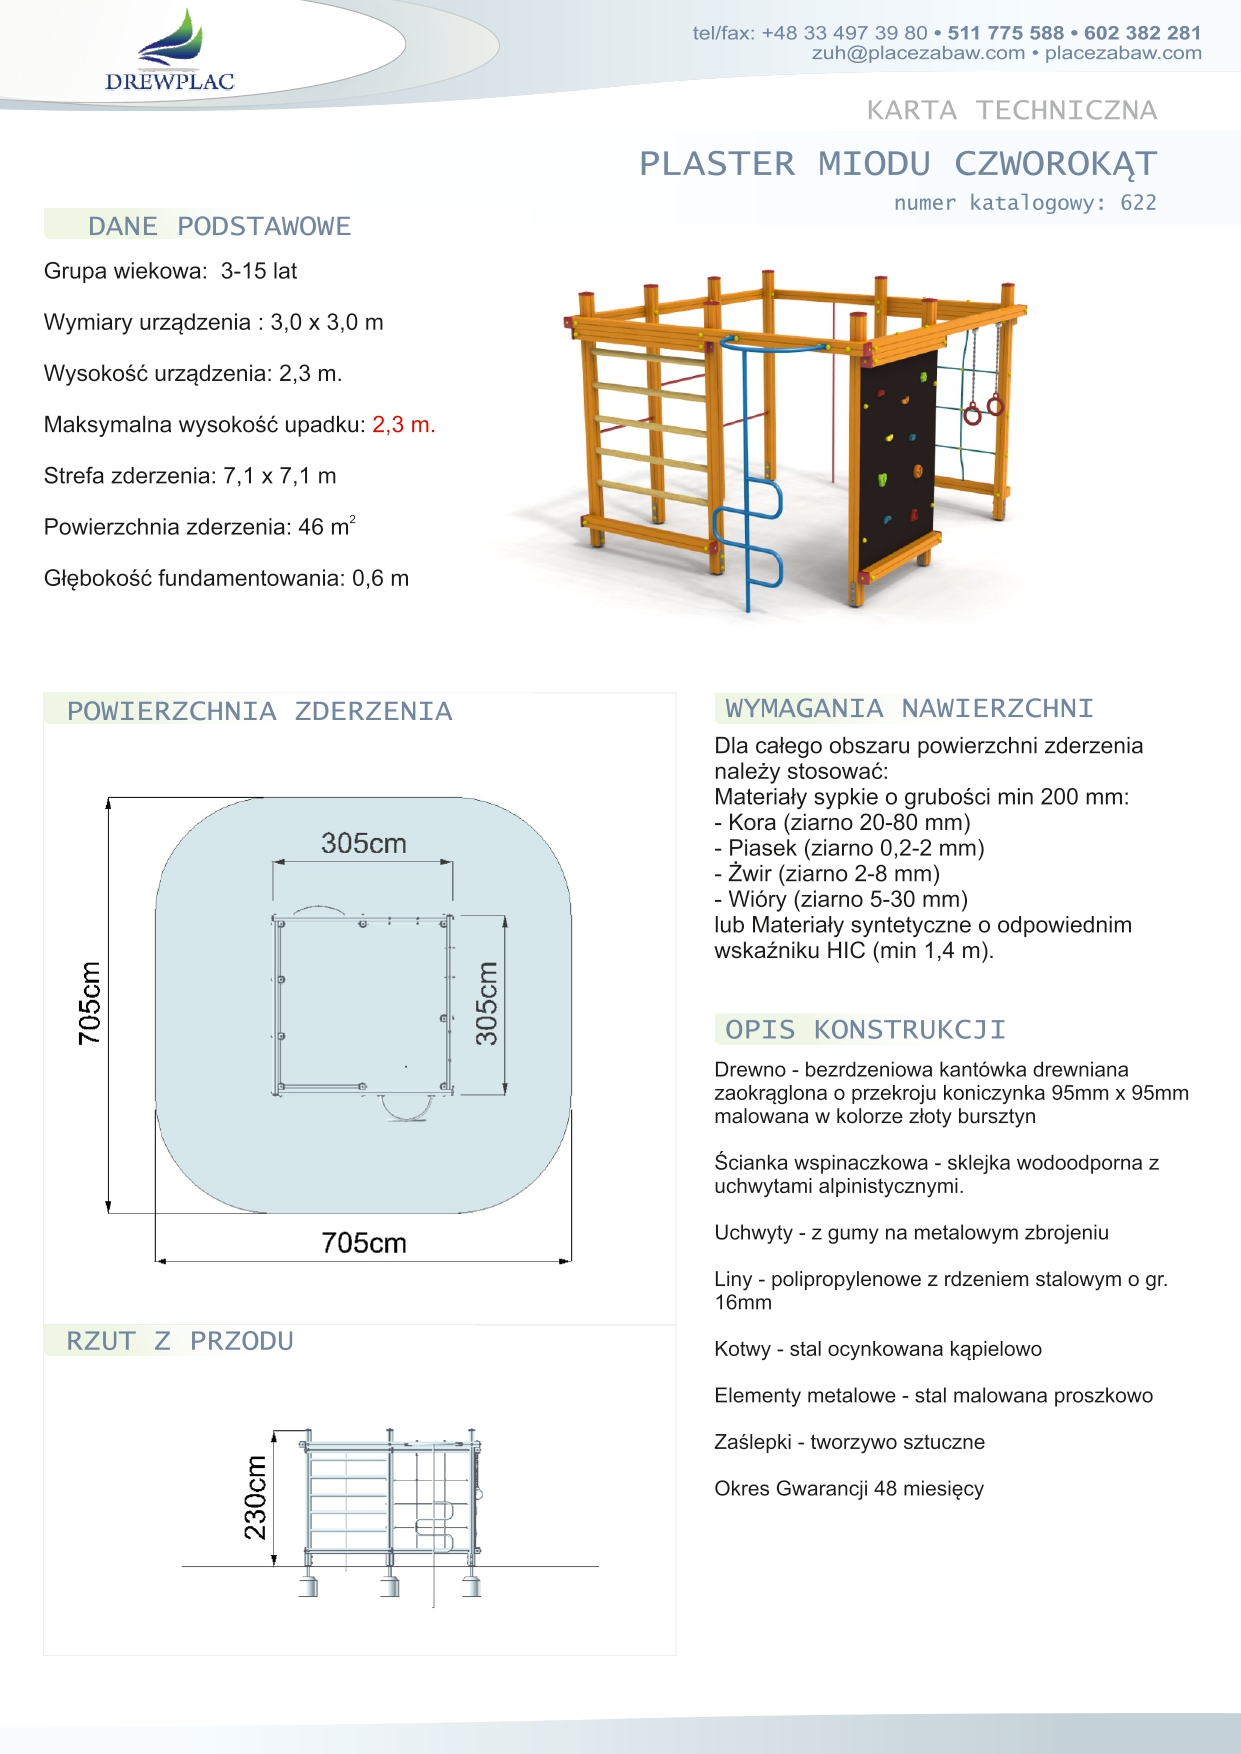 DREWPLAC
tel/fax: +48 33 497 39 80 • 511 775 588 • 602 382 281
zuh@placezabaw.com • placezabaw.com
KARTA TECHNICZNA
PLASTER MIODU CZWOROKĄT
numer katalogowy: 622
DANE PODSTAWOWE
Grupa wiekowa: 3-15 lat
Wymiary urządzenia : 3,0 x 3,0 m
Wysokość urządzenia: 2,3 m.
Maksymalna wysokość upadku: 2,3 m.
Strefa zderzenia: 7,1 x 7,1 m
Powierzchnia zderzenia: 46 m²
Głębokość fundamentowania: 0,6 m
POWIERZCHNIA ZDERZENIA
305cm
305cm
705cm
705cm
RZUT Z PRZODU
230cm
WYMAGANIA NAWIERZCHNI
Dla całego obszaru powierzchni zderzenia
należy stosować:
Materiały sypkie o grubości min 200 mm:
- Kora (ziarno 20-80 mm)
- Piasek (ziarno 0,2-2 mm)
- Żwir (ziarno 2-8 mm)
- Wióry (ziarno 5-30 mm)
lub Materiały syntetyczne o odpowiednim
wskaźniku HIC (min 1,4 m).
OPIS KONSTRUKCJI
Drewno - bezrdzeniowa kantówka drewniana
zaokrąglona o przekroju koniczynka 95mm x 95mm
malowana w kolorze złoty bursztyn
Ścianka wspinaczkowa - sklejka wodoodporna z
uchwytami alpinistycznymi.
Uchwyty - z gumy na metalowym zbrojeniu
Liny - polipropylenowe z rdzeniem stalowym o gr.
16mm
Kotwy - stal ocynkowana kąpielowo
Elementy metalowe - stal malowana proszkowo
Zaślepki - tworzywo sztuczne
Okres Gwarancji 48 miesięcy